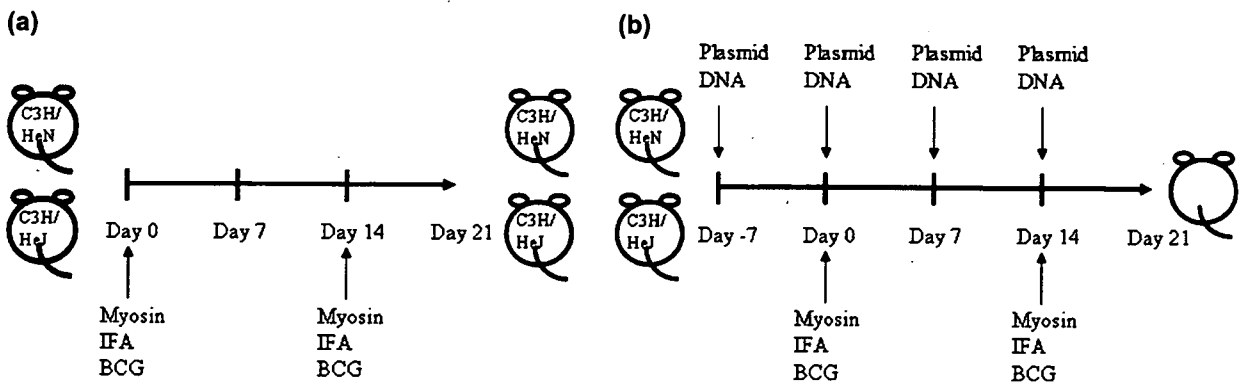 (a)
C3H/
HeN
C3H/
HeJ
Day 0
Day 7
Day 14
Day 21
Myosin
IFA
BCG
Myosin
IFA
BCG
C3H/
HeN
C3H/
HeJ
(b)
Plasmid
DNA
Plasmid
DNA
Plasmid
DNA
Plasmid
DNA
C3H/
HeN
C3H/
HeJ
Day -7
Day 0
Day 7
Day 14
Day 21
Myosin
IFA
BCG
Myosin
IFA
BCG